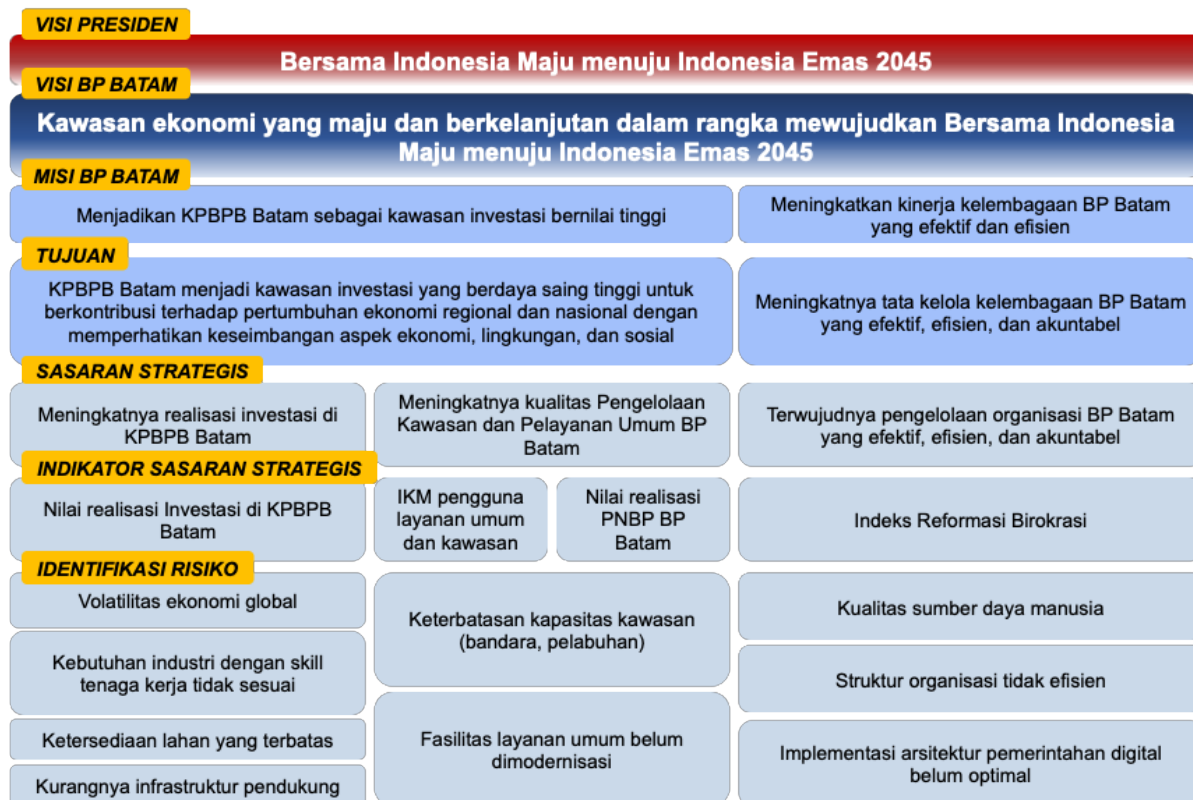 VISI PRESIDEN
Bersama Indonesia Maju menuju Indonesia Emas 2045
VISI BP BATAM
Kawasan ekonomi yang maju dan berkelanjutan dalam rangka mewujudkan Bersama Indonesia
Maju menuju Indonesia Emas 2045
MISI BP BATAM
Menjadikan KPBPB Batam sebagai kawasan investasi bernilai tinggi
Meningkatkan kinerja kelembagaan BP Batam
yang efektif dan efisien
TUJUAN
KPBPB Batam menjadi kawasan investasi yang berdaya saing tinggi untuk
berkontribusi terhadap pertumbuhan ekonomi regional dan nasional dengan
memperhatikan keseimbangan aspek ekonomi, lingkungan, dan sosial
Meningkatnya tata kelola kelembagaan BP Batam
yang efektif, efisien, dan akuntabel
SASARAN STRATEGIS
Meningkatnya realisasi investasi di
KPBPB Batam
Meningkatnya kualitas Pengelolaan
Kawasan dan Pelayanan Umum BP
Batam
Terwujudnya pengelolaan organisasi BP Batam
yang efektif, efisien, dan akuntabel
INDIKATOR SASARAN STRATEGIS
Nilai realisasi Investasi di KPBPB
Batam
IKM pengguna
layanan umum
dan kawasan
Nilai realisasi
PNBP BP
Batam
Indeks Reformasi Birokrasi
IDENTIFIKASI RISIKO
Volatilitas ekonomi global
Kebutuhan industri dengan skill
tenaga kerja tidak sesuai
Ketersediaan lahan yang terbatas
Kurangnya infrastruktur pendukung
Keterbatasan kapasitas kawasan
(bandara, pelabuhan)
Fasilitas layanan umum belum
dimodernisasi
Kualitas sumber daya manusia
Struktur organisasi tidak efisien
Implementasi arsitektur pemerintahan digital
belum optimal